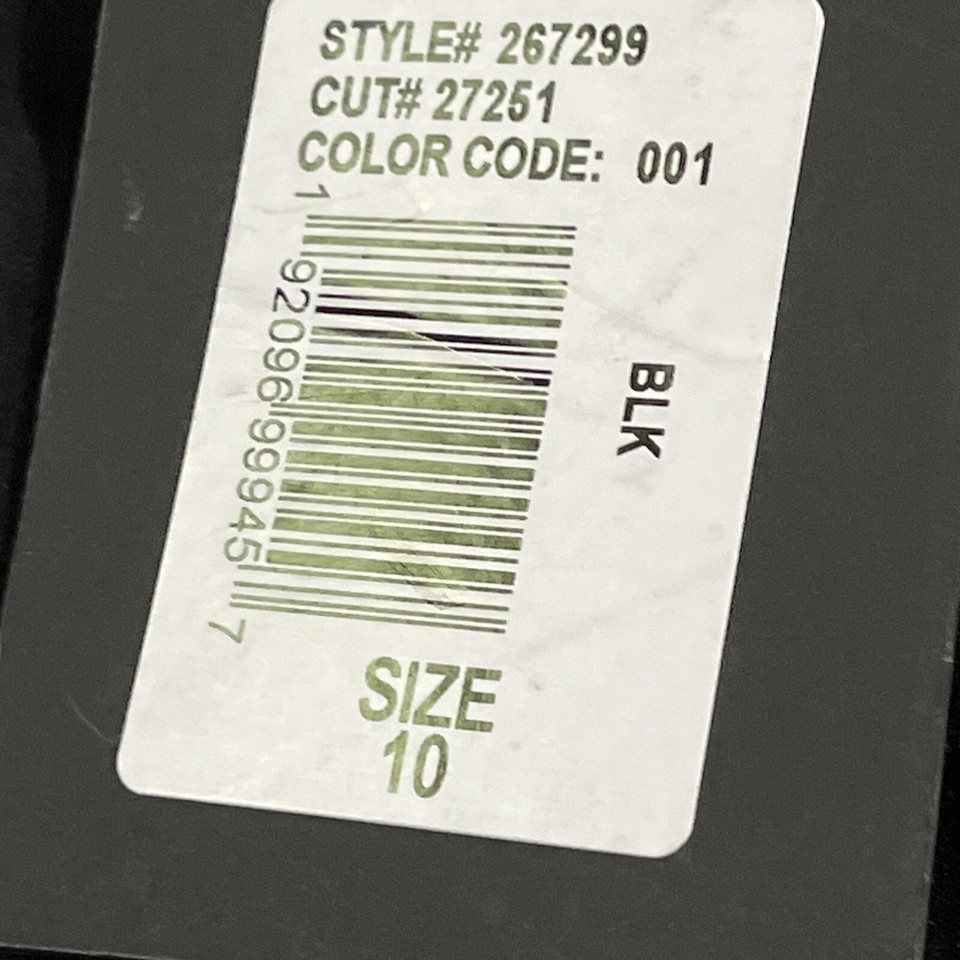 STYLE# 267299
CUT# 27251
COLOR CODE: 001
1 92096 99945 7
BLK
SIZE
10